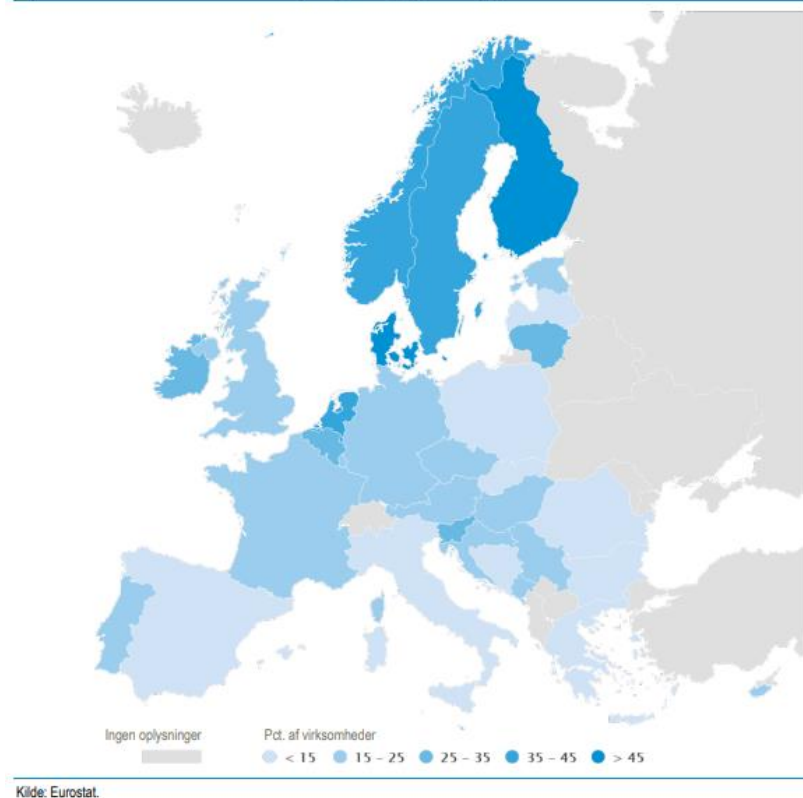 Ingen oplysninger
Pct. af virksomheder
< 15   15 – 25   25 – 35   35 – 45   > 45
Kilde: Eurostat.